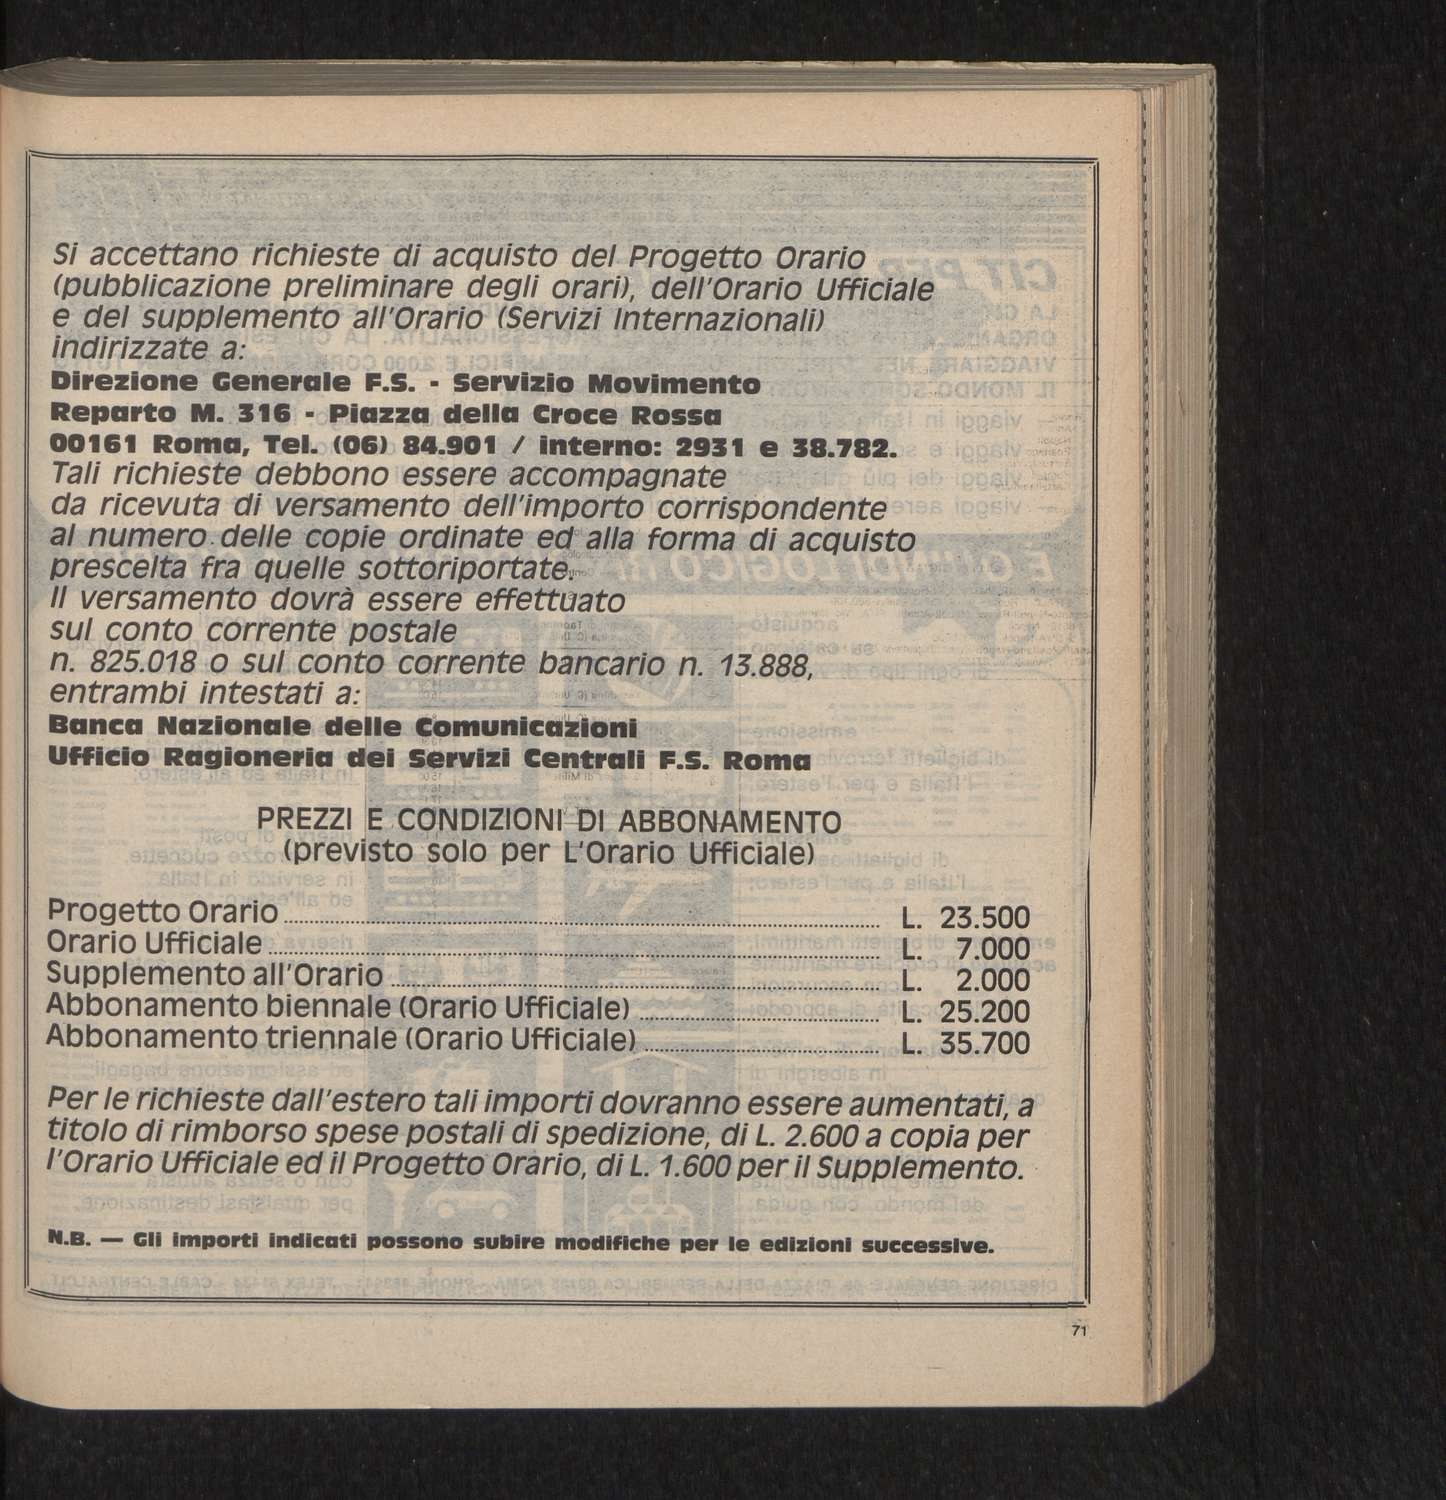 Si accettano richieste di acquisto del Progetto Orario
(pubblicazione preliminare degli orari), dell'Orario Ufficiale
e del supplemento all'Orario (Servizi Internazionali)
indirizzate a:
Direzione Generale F.S. - Servizio Movimento
Reparto M. 316 - Piazza della Croce Rossa
00161 Roma, Tel. (06) 84.901 / interno: 2931 e 38.782.
Tali richieste debbono essere accompagnate
da ricevuta di versamento dell'importo corrispondente
al numero delle copie ordinate ed alla forma di acquisto
prescelta fra quelle sottoriportate.
Il versamento dovrà essere effettuato
sul conto corrente postale
n. 825.018 o sul conto corrente bancario n. 13.888,
entrambi intestati a:
Banca Nazionale delle Comunicazioni
Ufficio Ragioneria dei Servizi Centrali F.S. Roma
PREZZI E CONDIZIONI DI ABBONAMENTO
(previsto solo per L'Orario Ufficiale)
Progetto Orario L. 23.500
Orario Ufficiale L. 7.000
Supplemento all'Orario L. 2.000
Abbonamento biennale (Orario Ufficiale) L. 25.200
Abbonamento triennale (Orario Ufficiale) L. 35.700
Per le richieste dall'estero tali importi dovranno essere aumentati, a
titolo di rimborso spese postali di spedizione, di L. 2.600 a copia per
l'Orario Ufficiale ed il Progetto Orario, di L. 1.600 per il Supplemento.
N.B. — Gli importi indicati possono subire modifiche per le edizioni successive.
71